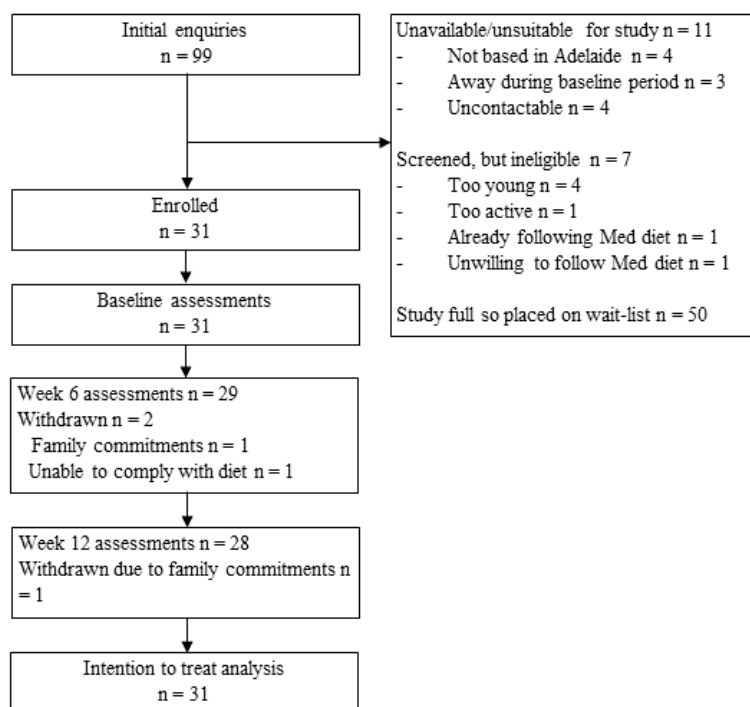 Initial enquiries
n = 99
Unavailable/unsuitable for study n = 11
- Not based in Adelaide n = 4
- Away during baseline period n = 3
- Uncontactable n = 4
Screened, but ineligible n = 7
- Too young n = 4
- Too active n = 1
- Already following Med diet n = 1
- Unwilling to follow Med diet n = 1
Study full so placed on wait-list n = 50
Enrolled
n = 31
Baseline assessments
n = 31
Week 6 assessments n = 29
Withdrawn n = 2
Family commitments n = 1
Unable to comply with diet n = 1
Week 12 assessments n = 28
Withdrawn due to family commitments n
= 1
Intention to treat analysis
n = 31